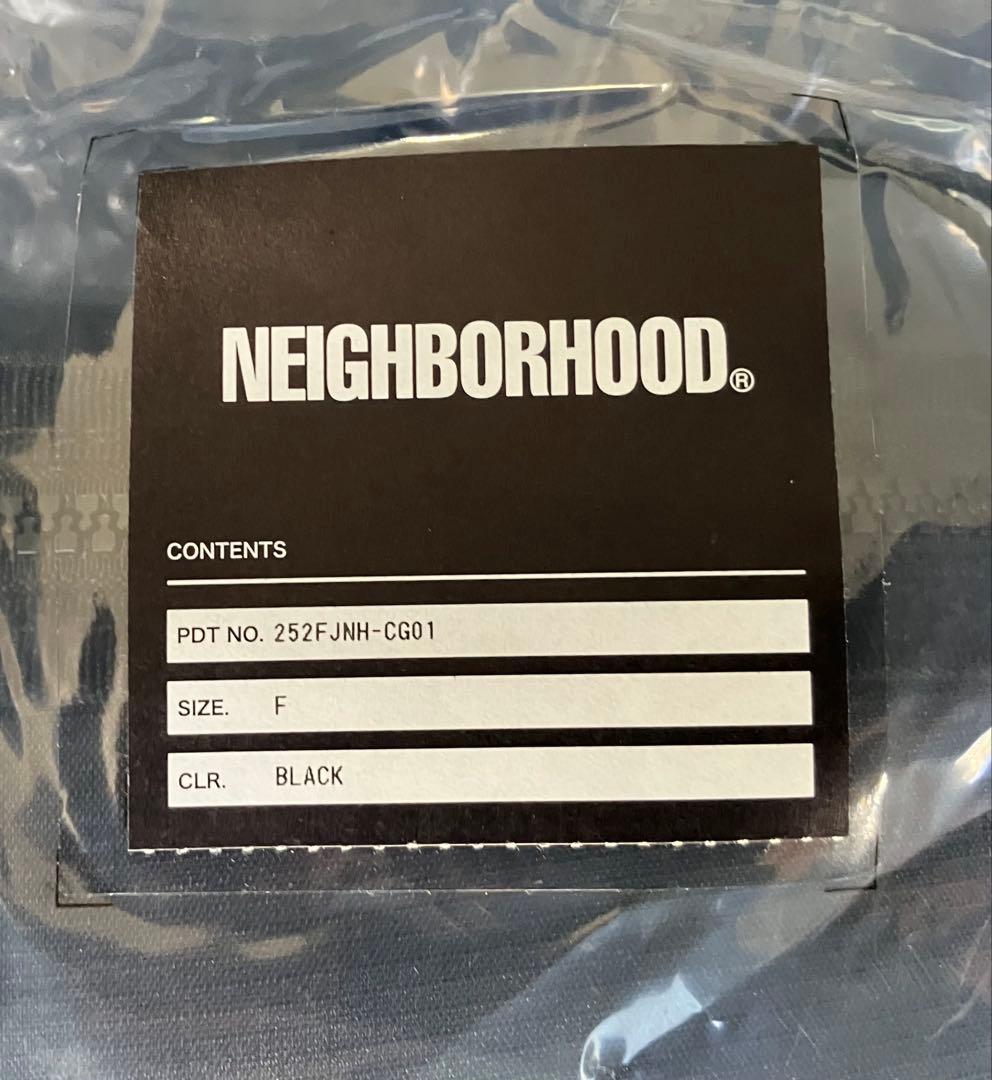 NEIGHBORHOOD®
CONTENTS
PDT NO. 252FJNH-CG01
SIZE. F
CLR. BLACK